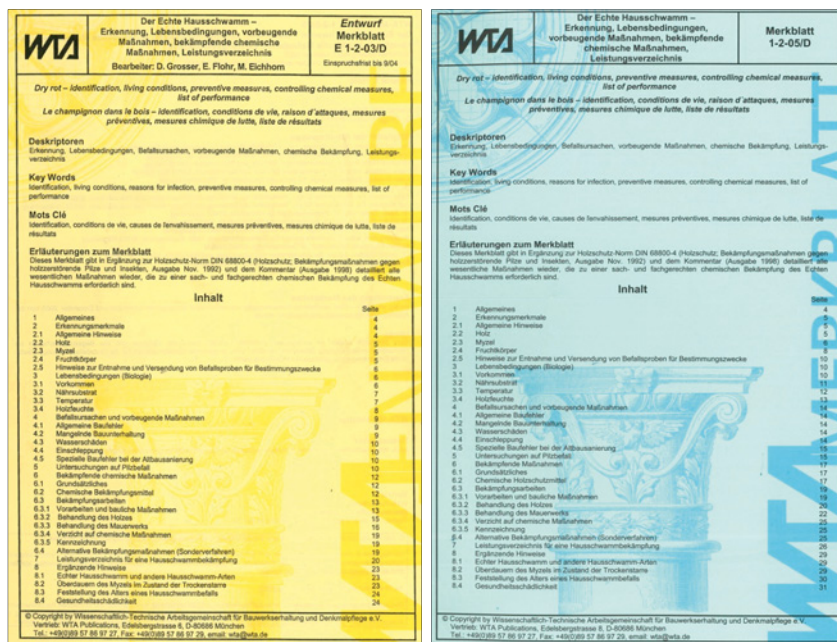 WTA
Der Echte Hausschwamm –
Erkennung, Lebensbedingungen, vorbeugende
Maßnahmen, bekämpfende chemische
Maßnahmen, Leistungsverzeichnis
Bearbeiter: D. Grosser, E. Flohr, M. Eichhorn
Entwurf
Merkblatt
E 1-2-03/D
Einspruchsfrist bis 9/04
Dry rot – identification, living conditions, preventive measures, controlling chemical measures,
list of performance
Le champignon dans le bois – identification, conditions de vie, raison d´attaques, mesures
préventives, mesures chimique de lutte, liste de résultats
Deskriptoren
Erkennung, Lebensbedingungen, Befallsursachen, vorbeugende Maßnahmen, chemische Bekämpfung, Leistungs-
verzeichnis
Key Words
Identification, living conditions, reasons for infection, preventive measures, controlling chemical measures, list of
performance
Mots Clé
Identification, conditions de vie, causes de l'envahissement, mesures préventives, mesures chimique de lutte, liste de
résultats
Erläuterungen zum Merkblatt
Dieses Merkblatt gibt in Ergänzung zur Holzschutz-Norm DIN 68800-4 (Holzschutz; Bekämpfungsmaßnahmen gegen
holzzerstörende Pilze und Insekten, Ausgabe Nov. 1992) und dem Kommentar (Ausgabe 1998) detailliert alle
wesentlichen Maßnahmen wieder, die zu einer sach- und fachgerechten chemischen Bekämpfung des Echten
Hausschwamms erforderlich sind.
Inhalt
Seite
1 Allgemeines
2 Erkennungsmerkmale
2.1 Allgemeine Hinweise
2.2 Holz
2.3 Myzel
2.4 Fruchtkörper
2.5 Hinweise zur Entnahme und Versendung von Befallsproben für Bestimmungszwecke
3 Lebensbedingungen (Biologie)
3.1 Vorkommen
3.2 Nährsubstrat
3.3 Temperatur
3.4 Holzfeuchte
4 Befallsursachen und vorbeugende Maßnahmen
4.1 Allgemeine Baufehler
4.2 Mangelnde Bauunterhaltung
4.3 Wasserschäden
4.4 Einschleppung
4.5 Spezielle Baufehler bei der Altbausanierung
5 Untersuchungen auf Pilzbefall
6 Bekämpfende chemische Maßnahmen
6.1 Grundsätzliches
6.2 Chemische Bekämpfungsmittel
6.3 Bekämpfungsarbeiten
6.3.1 Vorarbeiten und bauliche Maßnahmen
6.3.2 Behandlung des Holzes
6.3.3 Behandlung des Mauerwerks
6.3.4 Verzicht auf chemische Maßnahmen
6.3.5 Kennzeichnung
6.4 Alternative Bekämpfungsmaßnahmen (Sonderverfahren)
7 Leistungsverzeichnis für eine Hausschwammbekämpfung
8 Ergänzende Hinweise
8.1 Echter Hausschwamm und andere Hausschwamm-Arten
8.2 Überdauern des Myzels im Zustand der Trockenstarre
8.3 Feststellung des Alters eines Hausschwammbefalls
8.4 Gesundheitsschädlichkeit
© Copyright by Wissenschaftlich-Technische Arbeitsgemeinschaft für Bauwerkserhaltung und Denkmalpflege e.V.
Vertrieb: WTA Publications, Edelsbergstrasse 8, D-80686 München
Tel.: +49(0)89 57 86 97 27, Fax: +49(0)89 57 86 97 29, email: wta@wta.de
WTA
Der Echte Hausschwamm –
Erkennung, Lebensbedingungen,
vorbeugende Maßnahmen, bekämpfende
chemische Maßnahmen,
Leistungsverzeichnis
Merkblatt
1-2-05/D
Dry rot – identification, living conditions, preventive measures, controlling chemical measures,
list of performance
Le champignon dans le bois – identification, conditions de vie, raison d´attaques, mesures
préventives, mesures chimique de lutte, liste de résultats
Deskriptoren
Erkennung, Lebensbedingungen, Befallsursachen, vorbeugende Maßnahmen, chemische Bekämpfung, Leistungs-
verzeichnis
Key Words
Identification, living conditions, reasons for infection, preventive measures, controlling chemical measures, list of
performance
Mots Clé
Identification, conditions de vie, causes de l'envahissement, mesures préventives, mesures chimique de lutte, liste de
résultats
Erläuterungen zum Merkblatt
Dieses Merkblatt gibt in Ergänzung zur Holzschutz-Norm DIN 68800-4 (Holzschutz; Bekämpfungsmaßnahmen gegen
holzzerstörende Pilze und Insekten, Ausgabe Nov. 1992) und dem Kommentar (Ausgabe 1998) detailliert alle
wesentlichen Maßnahmen wieder, die zu einer sach- und fachgerechten chemischen Bekämpfung des Echten
Hausschwamms erforderlich sind.
Inhalt
Seite
1 Allgemeines
2 Erkennungsmerkmale
2.1 Allgemeine Hinweise
2.2 Holz
2.3 Myzel
2.4 Fruchtkörper
2.5 Hinweise zur Entnahme und Versendung von Befallsproben für Bestimmungszwecke
3 Lebensbedingungen (Biologie)
3.1 Vorkommen
3.2 Nährsubstrat
3.3 Temperatur
3.4 Holzfeuchte
4 Befallsursachen und vorbeugende Maßnahmen
4.1 Allgemeine Baufehler
4.2 Mangelnde Bauunterhaltung
4.3 Wasserschäden
4.4 Einschleppung
4.5 Spezielle Baufehler bei der Altbausanierung
5 Untersuchungen auf Pilzbefall
6 Bekämpfende Maßnahmen
6.1 Grundsätzliches
6.2 Chemische Holzschutzmittel
6.3 Bekämpfungsarbeiten
6.3.1 Vorarbeiten und bauliche Maßnahmen
6.3.2 Behandlung des Holzes
6.3.3 Behandlung des Mauerwerks
6.3.4 Verzicht auf chemische Maßnahmen
6.3.5 Kennzeichnung
6.4 Alternative Bekämpfungsmaßnahmen (Sonderverfahren)
7 Leistungsverzeichnis für eine Hausschwammbekämpfung
8 Ergänzende Hinweise
8.1 Echter Hausschwamm und andere Hausschwamm-Arten
8.2 Überdauern des Myzels im Zustand der Trockenstarre
8.3 Feststellung des Alters eines Hausschwammbefalls
8.4 Gesundheitsschädlichkeit
© Copyright by Wissenschaftlich-Technische Arbeitsgemeinschaft für Bauwerkserhaltung und Denkmalpflege e.V.
Vertrieb: WTA Publications, Edelsbergstrasse 8, D-80686 München
Tel.: +49(0)89 57 86 97 27, Fax: +49(0)89 57 86 97 29, email: wta@wta.de